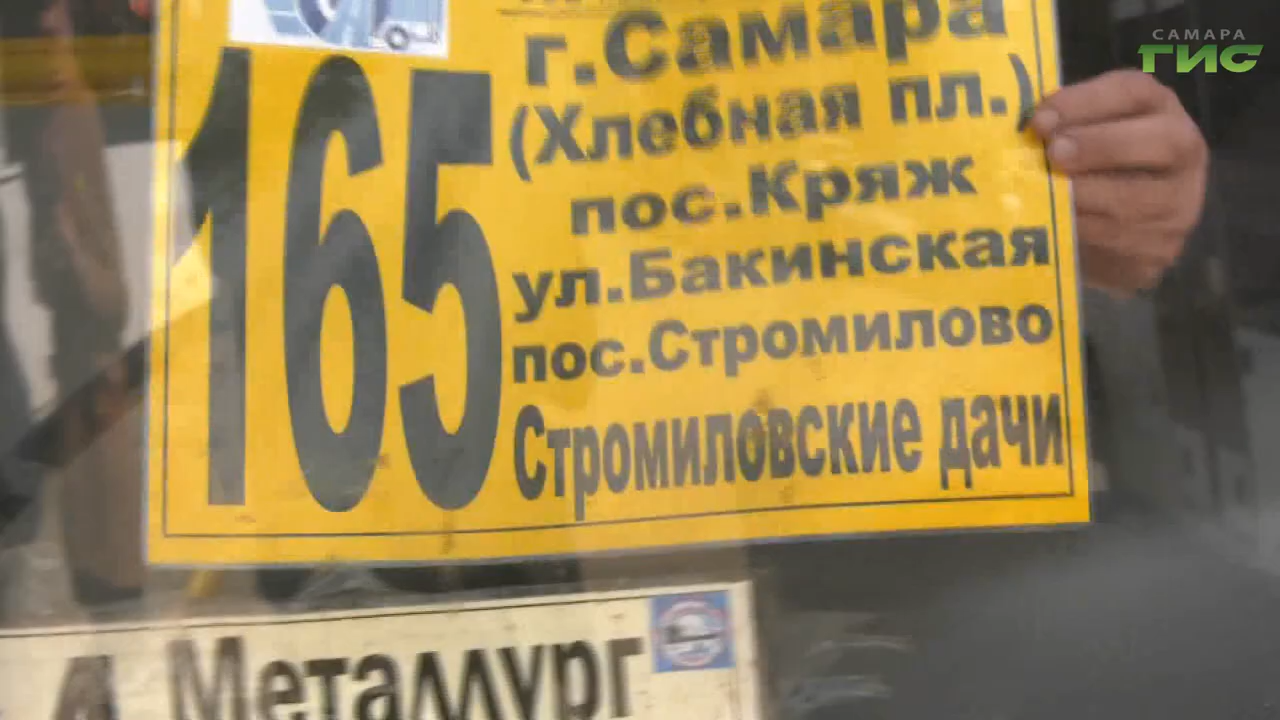 САМАРА
ГИС
165
г.Самара
(Хлебная пл.)
пос.Кряж
ул.Бакинская
пос.Стромилово
Стромиловские дачи
Металлург